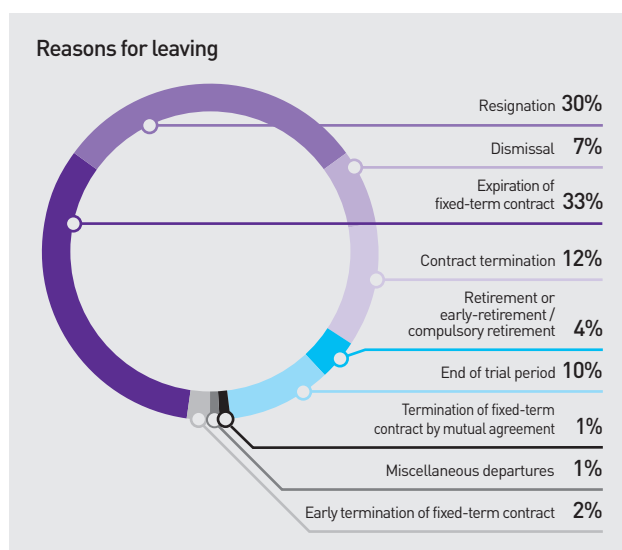 Reasons for leaving
Resignation 30%
Dismissal 7%
Expiration of
fixed-term contract 33%
Contract termination 12%
Retirement or
early-retirement /
compulsory retirement 4%
End of trial period 10%
Termination of fixed-term
contract by mutual agreement 1%
Miscellaneous departures 1%
Early termination of fixed-term contract 2%